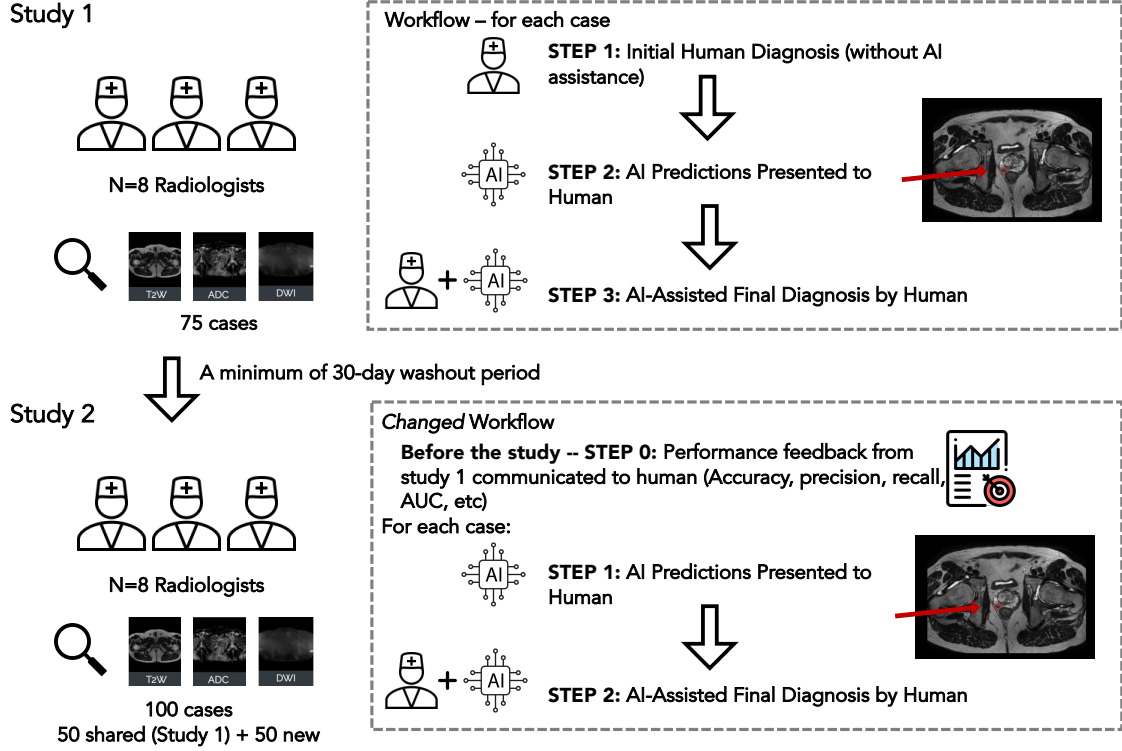 Study 1
N=8 Radiologists
T2W ADC DWI
75 cases
Workflow – for each case
STEP 1: Initial Human Diagnosis (without AI
assistance)
AI
STEP 2: AI Predictions Presented to
Human
+ AI
STEP 3: AI-Assisted Final Diagnosis by Human
A minimum of 30-day washout period
Study 2
N=8 Radiologists
T2W ADC DWI
100 cases
50 shared (Study 1) + 50 new
Changed Workflow
Before the study -- STEP 0: Performance feedback from
study 1 communicated to human (Accuracy, precision, recall,
AUC, etc)
For each case:
AI
STEP 1: AI Predictions Presented to
Human
+ AI
STEP 2: AI-Assisted Final Diagnosis by Human